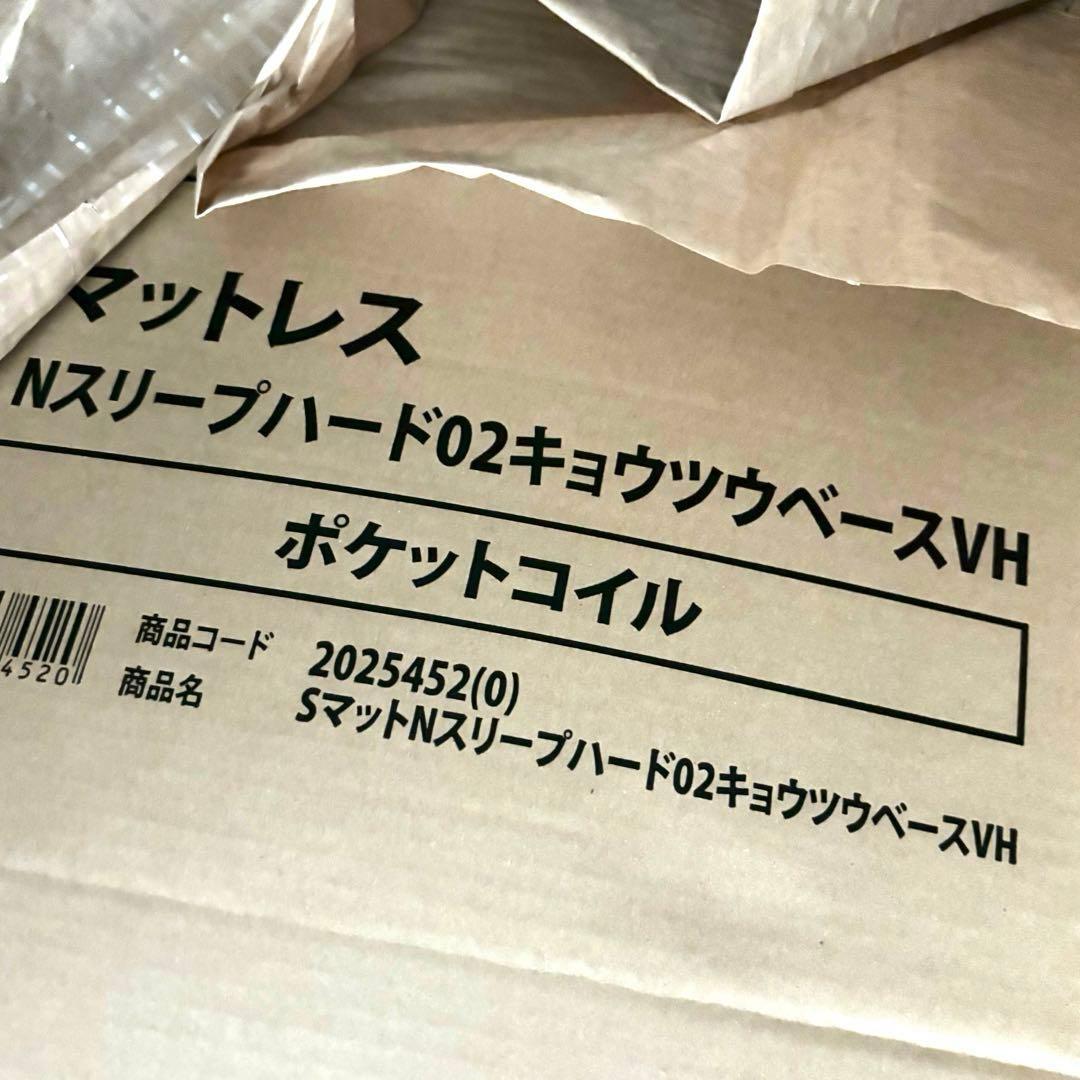 マットレス
Nスリープハード02キョウツウベースVH
ポケットコイル
4520
商品コード 2025452(0)
商品名 SマットNスリープハード02キョウツウベースVH